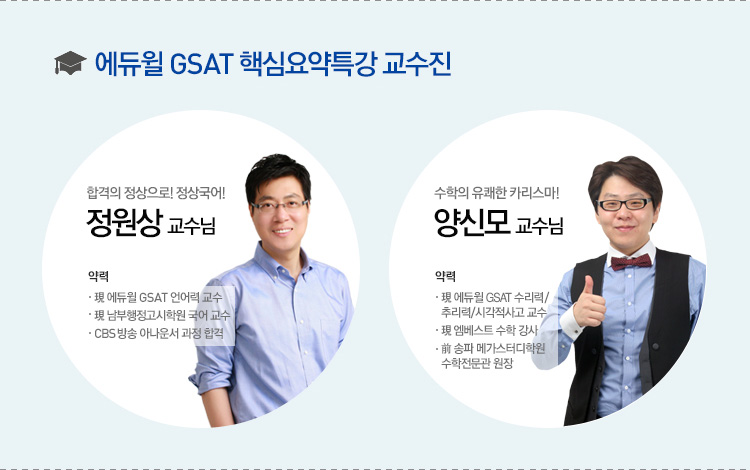 에듀윌 GSAT 핵심요약특강 교수진
합격의 정상으로! 정상국어!
정원상 교수님
약력
· 現 에듀윌 GSAT 언어력 교수
· 現 남부행정고시학원 국어 교수
· CBS 방송 아나운서 과정 합격
수학의 유쾌한 카리스마!
양신모 교수님
약력
· 現 에듀윌 GSAT 수리력/
추리력/시각적사고 교수
· 現 엠베스트 수학 강사
· 前 송파 메가스터디학원
수학전문관 원장